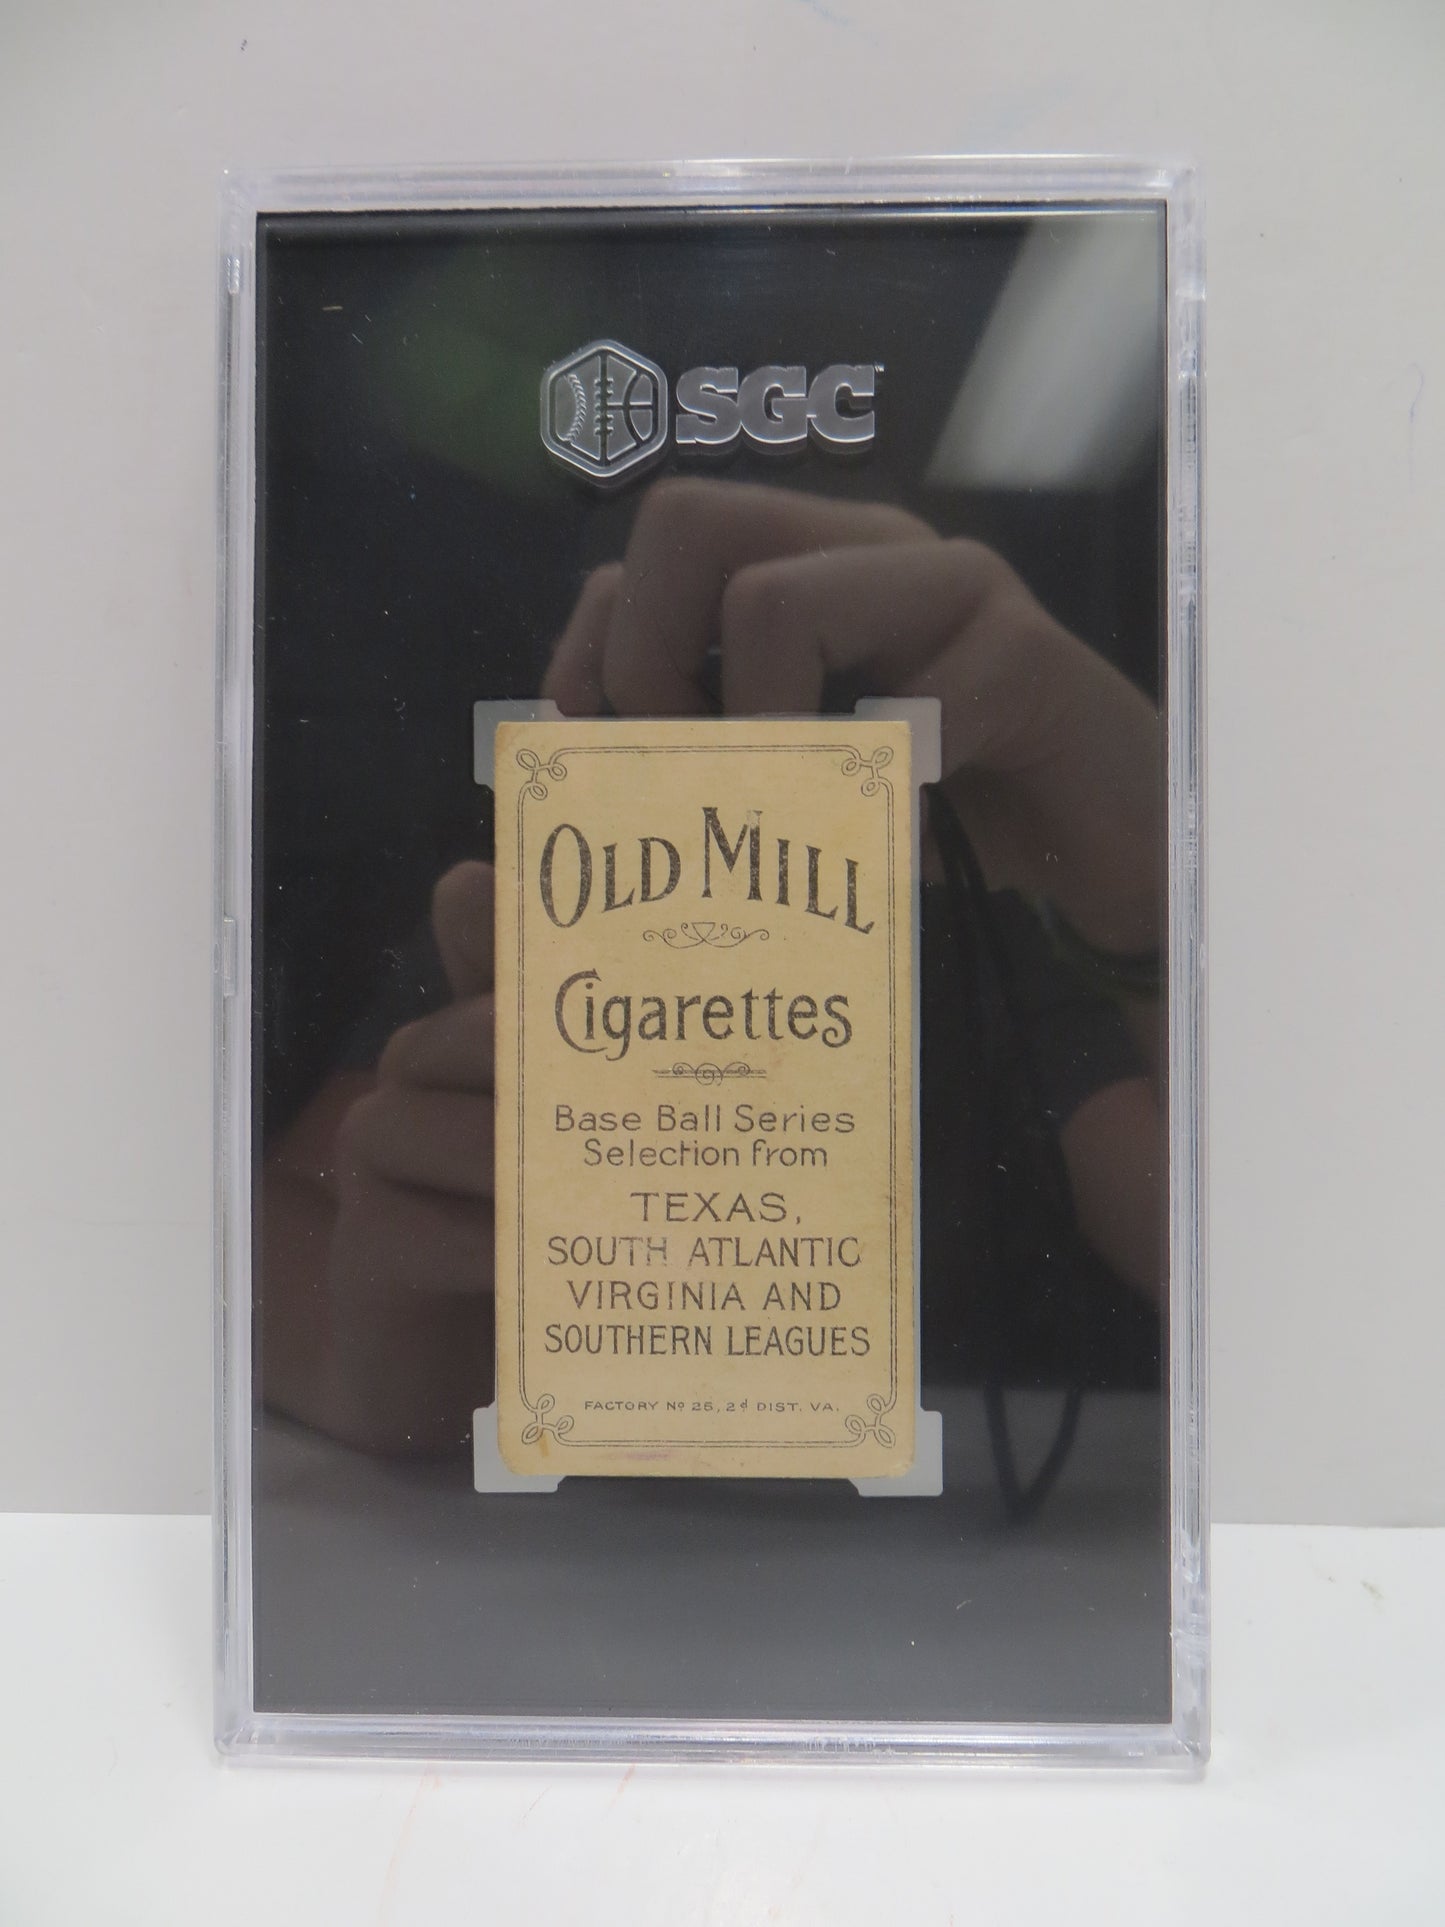 SGC
OLD MILL
Cigarettes
Base Ball Series
Selection from
TEXAS,
SOUTH ATLANTIC
VIRGINIA AND
SOUTHERN LEAGUES
FACTORY Nº 25, 2d DIST. VA.